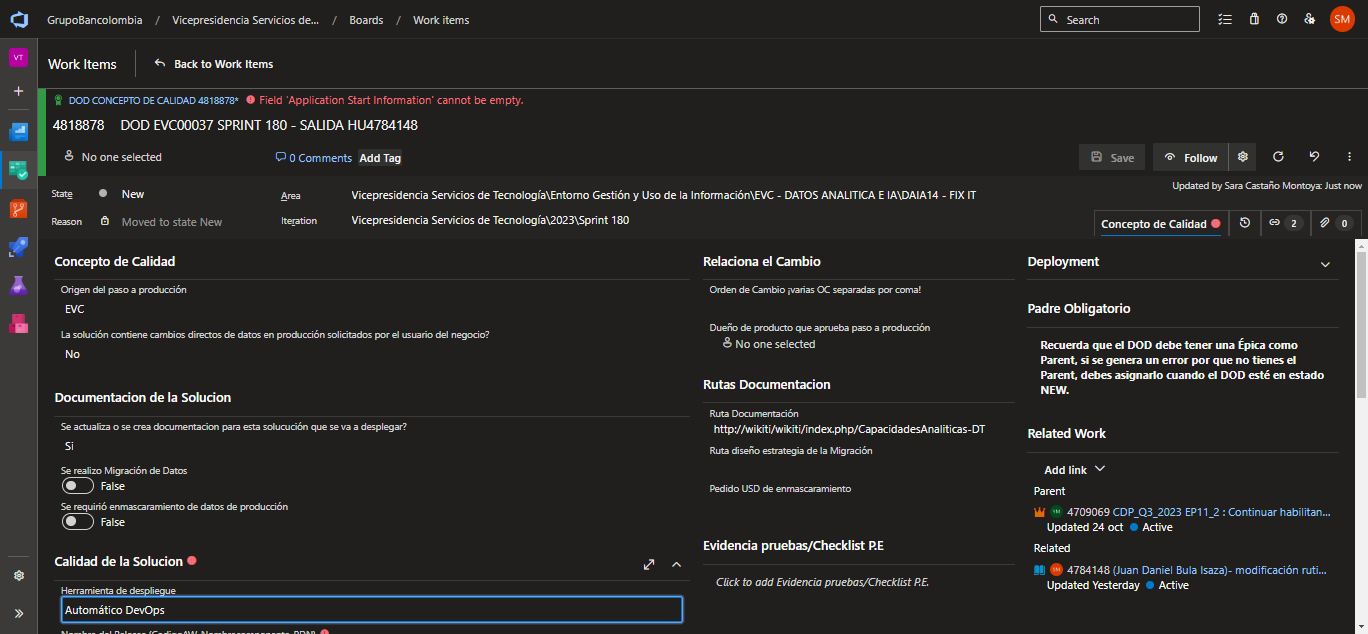 GrupoBancolombia / Vicepresidencia Servicios de... / Boards / Work items
Search
SM
VT
Work Items
Back to Work Items
DOD CONCEPTO DE CALIDAD 4818878* Field 'Application Start Information' cannot be empty.
4818878 DOD EVC00037 SPRINT 180 - SALIDA HU4784148
No one selected
0 Comments
Add Tag
Save
Follow
Updated by Sara Castaño Montoya: Just now
State
New
Area
Vicepresidencia Servicios de Tecnología\Entorno Gestión y Uso de la Información\EVC - DATOS ANALITICA E IA\DAIA14 - FIX IT
Reason
Moved to state New
Iteration
Vicepresidencia Servicios de Tecnología\2023\Sprint 180
Concepto de Calidad
2
0
Concepto de Calidad
Origen del paso a producción
EVC
La solución contiene cambios directos de datos en producción solicitados por el usuario del negocio?
No
Documentacion de la Solucion
Se actualiza o se crea documentacion para esta solucución que se va a desplegar?
Si
Se realizo Migración de Datos
False
Se requirió enmascaramiento de datos de producción
False
Calidad de la Solucion
Herramienta de despliegue
Automático DevOps
Relaciona el Cambio
Orden de Cambio ¡varias OC separadas por coma!
Dueño de producto que aprueba paso a producción
No one selected
Rutas Documentacion
Ruta Documentación
http://wikiti/wikiti/index.php/CapacidadesAnaliticas-DT
Ruta diseño estrategia de la Migración
Pedido USD de enmascaramiento
Evidencia pruebas/Checklist P.E
Click to add Evidencia pruebas/Checklist P.E.
Deployment
Padre Obligatorio
Recuerda que el DOD debe tener una Épica como
Parent, si se genera un error por que no tienes el
Parent, debes asignarlo cuando el DOD esté en estado
NEW.
Related Work
Add link
Parent
YM 4709069 CDP_Q3_2023 EP11_2 : Continuar habilitan...
Updated 24 oct Active
Related
SM 4784148 (Juan Daniel Bula Isaza)- modificación ruti...
Updated Yesterday Active